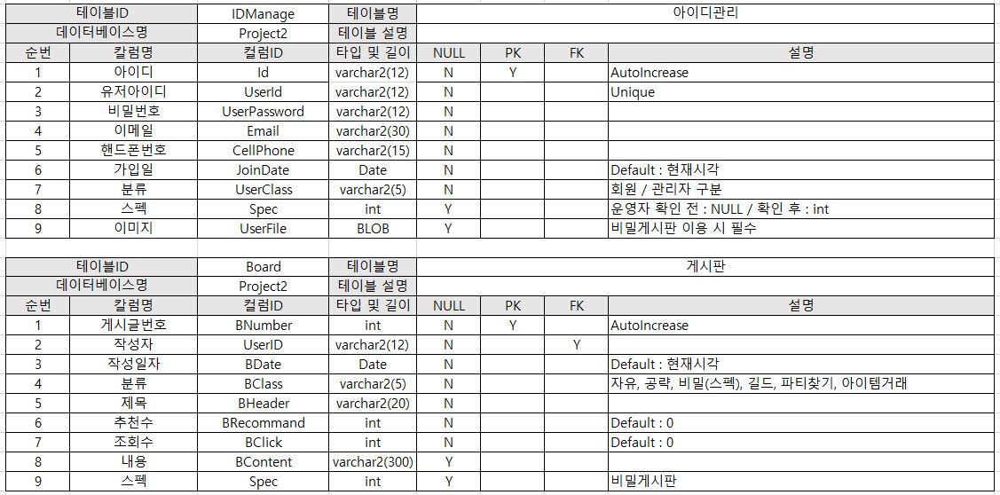 테이블ID IDManage 테이블명 아이디관리
데이터베이스명 Project2 테이블 설명
순번 칼럼명 컬럼ID 타입 및 길이 NULL PK FK 설명
1 아이디 Id varchar2(12) N Y AutoIncrease
2 유저아이디 UserId varchar2(12) N Unique
3 비밀번호 UserPassword varchar2(12) N
4 이메일 Email varchar2(30) N
5 핸드폰번호 CellPhone varchar2(15) N
6 가입일 JoinDate Date N Default : 현재시각
7 분류 UserClass varchar2(5) N 회원 / 관리자 구분
8 스펙 Spec int Y 운영자 확인 전 : NULL / 확인 후 : int
9 이미지 UserFile BLOB Y 비밀게시판 이용 시 필수
테이블ID Board 테이블명 게시판
데이터베이스명 Project2 테이블 설명
순번 칼럼명 컬럼ID 타입 및 길이 NULL PK FK 설명
1 게시글번호 BNumber int N Y AutoIncrease
2 작성자 UserID varchar2(12) N Y
3 작성일자 BDate Date N Default : 현재시각
4 분류 BClass varchar2(5) N 자유, 공략, 비밀(스펙), 길드, 파티찾기, 아이템거래
5 제목 BHeader varchar2(20) N
6 추천수 BRecommand int N Default : 0
7 조회수 BClick int N Default : 0
8 내용 BContent varchar2(300) Y
9 스펙 Spec int Y 비밀게시판